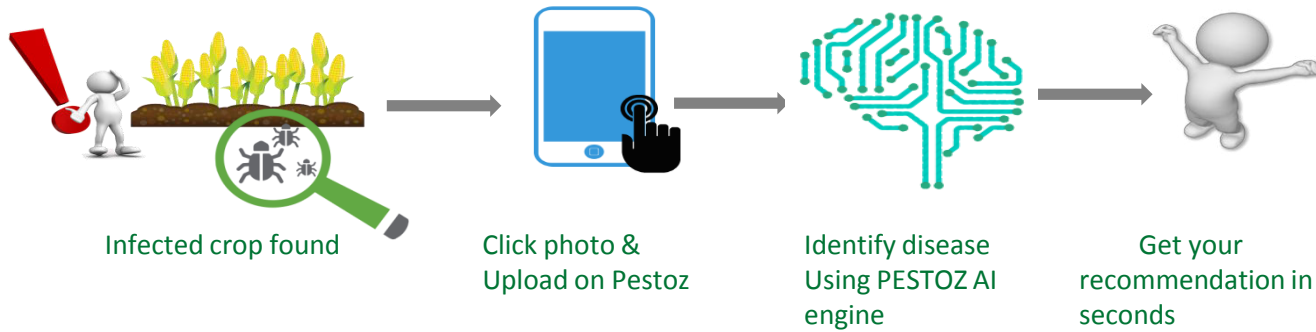 Infected crop found
Click photo &
Upload on Pestoz
Identify disease
Using PESTOZ AI
engine
Get your
recommendation in
seconds